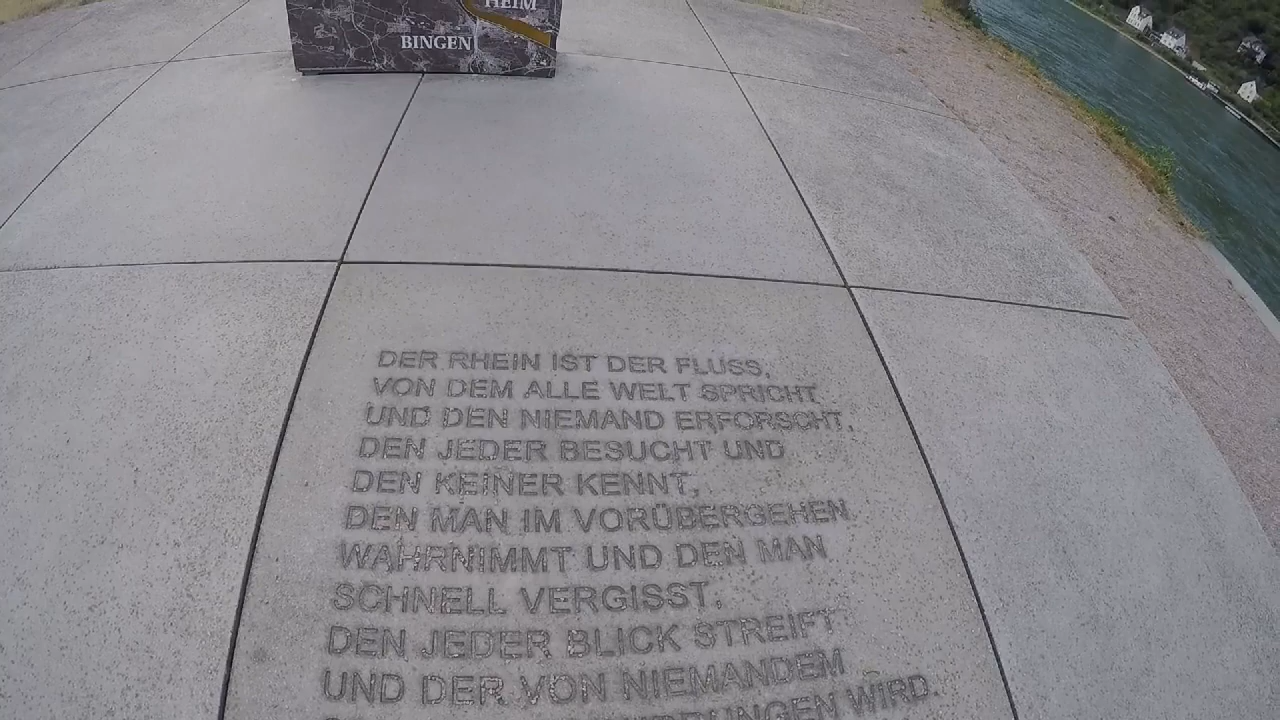 HEIM
BINGEN
DER RHEIN IST DER FLUSS,
VON DEM ALLE WELT SPRICHT
UND DEN NIEMAND ERFORSCHT,
DEN JEDER BESUCHT UND
DEN KEINER KENNT,
DEN MAN IM VORÜBERGEHEN
WAHRNIMMT UND DEN MAN
SCHNELL VERGISST,
DEN JEDER BLICK STREIFT
UND DER VON NIEMANDEM
WIRD.